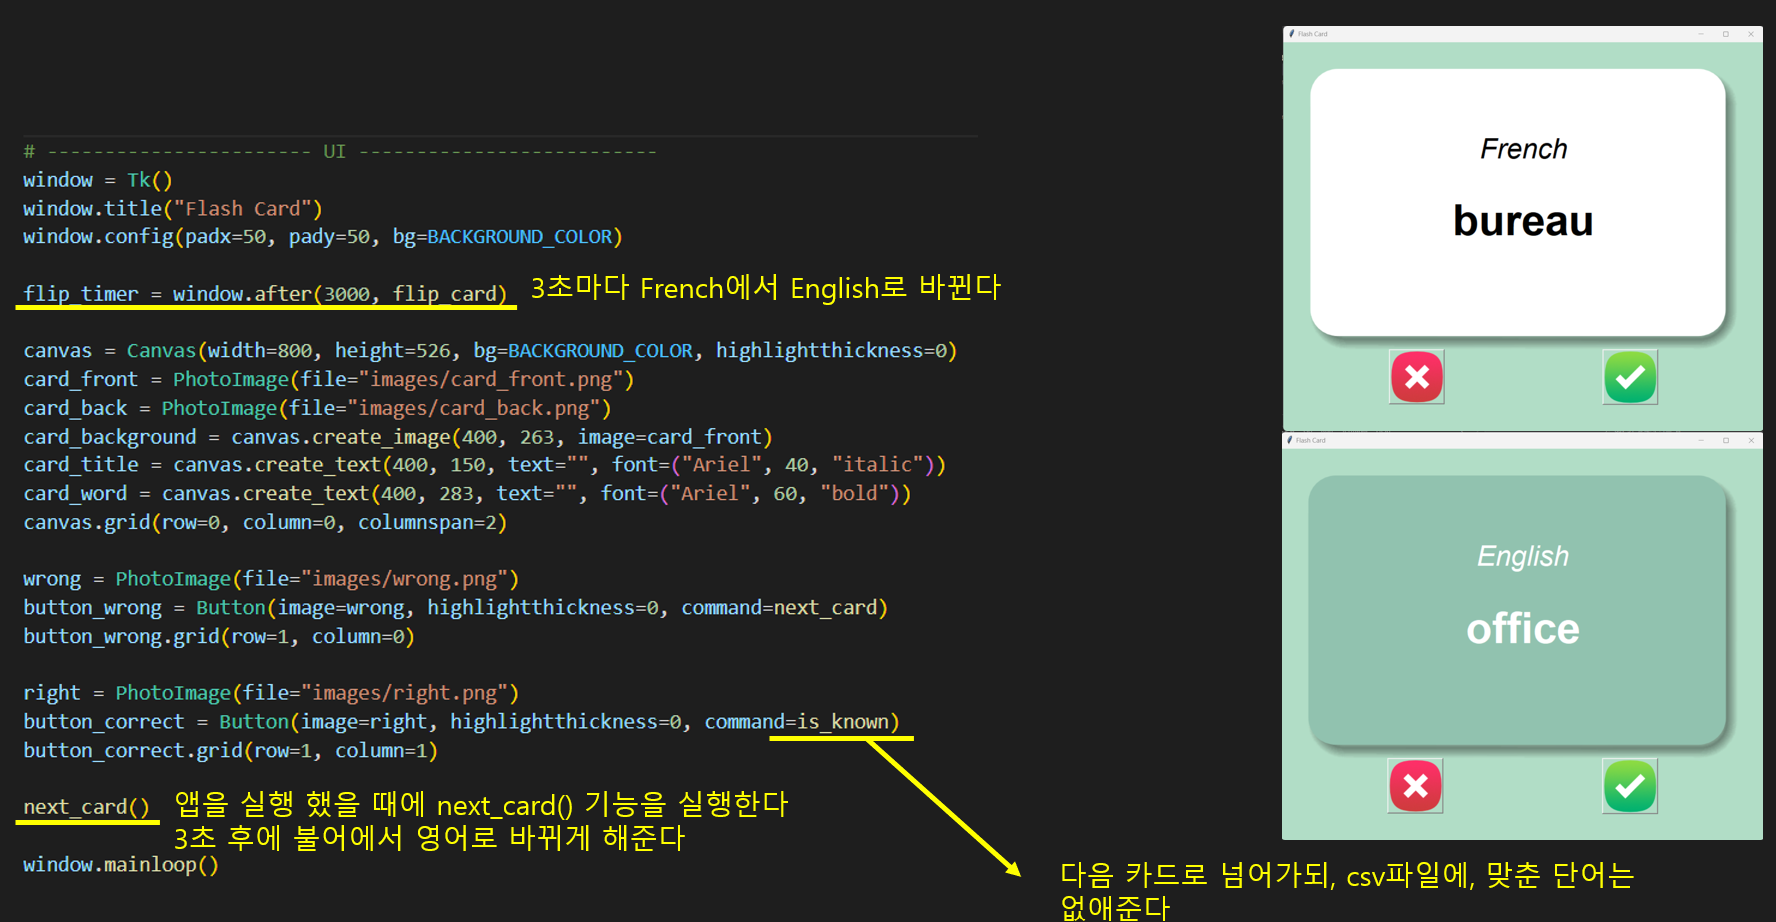 # ----------------------- UI --------------------------
window = Tk()
window.title("Flash Card")
window.config(padx=50, pady=50, bg=BACKGROUND_COLOR)
flip_timer = window.after(3000, flip_card)
3초마다 French에서 English로 바뀐다
canvas = Canvas(width=800, height=526, bg=BACKGROUND_COLOR, highlightthickness=0)
card_front = PhotoImage(file="images/card_front.png")
card_back = PhotoImage(file="images/card_back.png")
card_background = canvas.create_image(400, 263, image=card_front)
card_title = canvas.create_text(400, 150, text="", font=("Ariel", 40, "italic"))
card_word = canvas.create_text(400, 283, text="", font=("Ariel", 60, "bold"))
canvas.grid(row=0, column=0, columnspan=2)
wrong = PhotoImage(file="images/wrong.png")
button_wrong = Button(image=wrong, highlightthickness=0, command=next_card)
button_wrong.grid(row=1, column=0)
right = PhotoImage(file="images/right.png")
button_correct = Button(image=right, highlightthickness=0, command=is_known)
button_correct.grid(row=1, column=1)
next_card()
앱을 실행 했을 때에 next_card() 기능을 실행한다
3초 후에 불어에서 영어로 바뀌게 해준다
window.mainloop()
다음 카드로 넘어가되, csv파일에, 맞춘 단어는
없애준다
Flash Card
French
bureau
Flash Card
English
office